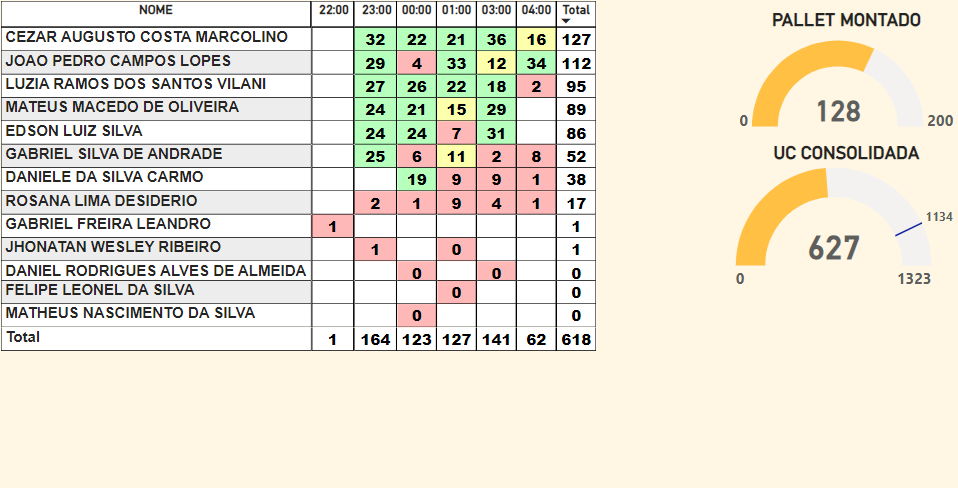 NOME 22:00 23:00 00:00 01:00 03:00 04:00 Total
CEZAR AUGUSTO COSTA MARCOLINO 32 22 21 36 16 127
JOAO PEDRO CAMPOS LOPES 29 4 33 12 34 112
LUZIA RAMOS DOS SANTOS VILANI 27 26 22 18 2 95
MATEUS MACEDO DE OLIVEIRA 24 21 15 29 89
EDSON LUIZ SILVA 24 24 7 31 86
GABRIEL SILVA DE ANDRADE 25 6 11 2 8 52
DANIELE DA SILVA CARMO 19 9 9 1 38
ROSANA LIMA DESIDERIO 2 1 9 4 1 17
GABRIEL FREIRA LEANDRO 1 1
JHONATAN WESLEY RIBEIRO 1 0 1
DANIEL RODRIGUES ALVES DE ALMEIDA 0 0 0
FELIPE LEONEL DA SILVA 0 0
MATHEUS NASCIMENTO DA SILVA 0 0
Total 1 164 123 127 141 62 618
PALLET MONTADO
128
0 200
UC CONSOLIDADA
1134
627
0 1323